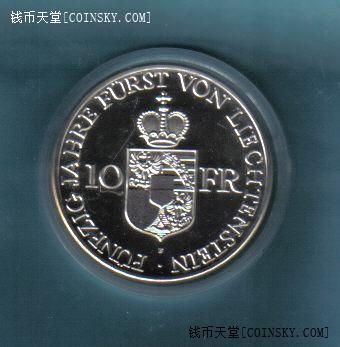 钱币天堂[COINSKY.COM]
FÜNFZIG JAHRE FÜRST VON LIECHTENSTEIN ·
10 FR
钱币天堂[COINSKY.COM]